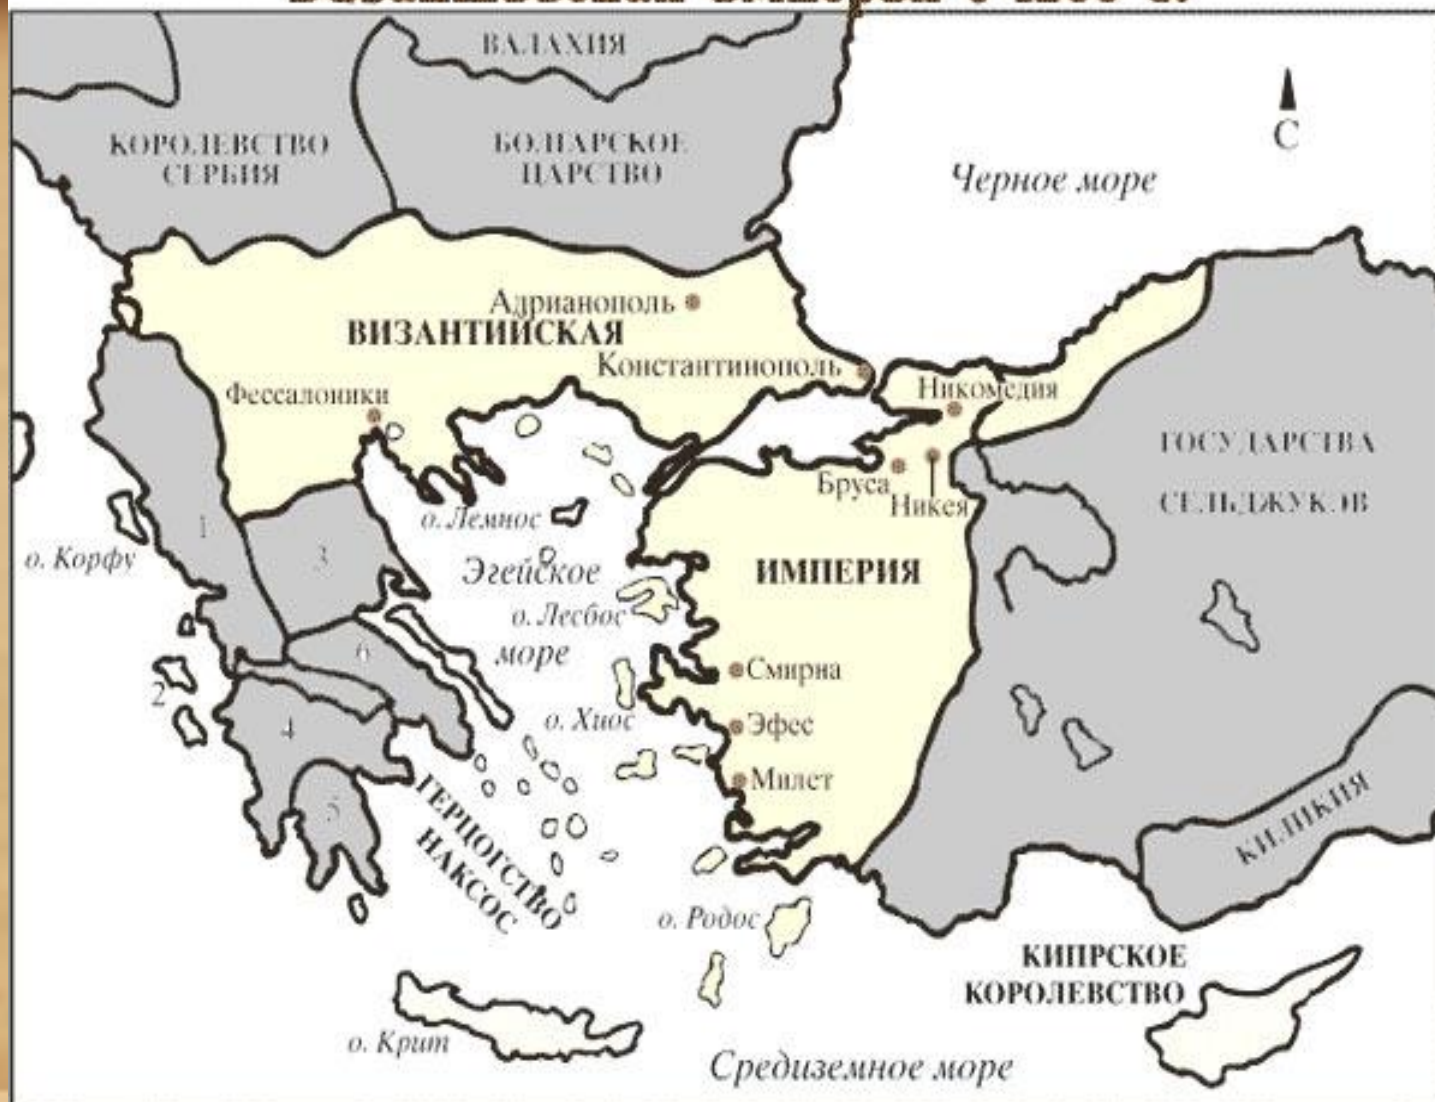 ВАЛАХИЯ
КОРОЛЕВСТВО
СЕРБИЯ
БОЛГАРСКОЕ
ЦАРСТВО
С
Черное море
Адрианополь
ВИЗАНТИЙСКАЯ
Константинополь
Фессалоники
Никомедия
ГОСУДАРСТВА
СЕЛЬДЖУКОВ
Бруса
Никея
о. Лемнос
1
о. Корфу
3
Эгейское
ИМПЕРИЯ
о. Лесбос
6
море
Смирна
2
о. Хиос
4
Эфес
Милет
5
ГЕРЦОГСТВО
НАКСОС
КИЛИКИЯ
о. Родос
КИПРСКОЕ
КОРОЛЕВСТВО
о. Крит
Средиземное море